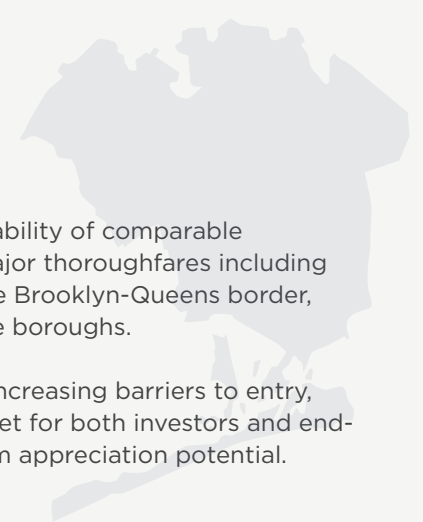 of comparable
thoroughfares including
Brooklyn-Queens border,
boroughs.
barriers to entry,
for both investors and end-
appreciation potential.